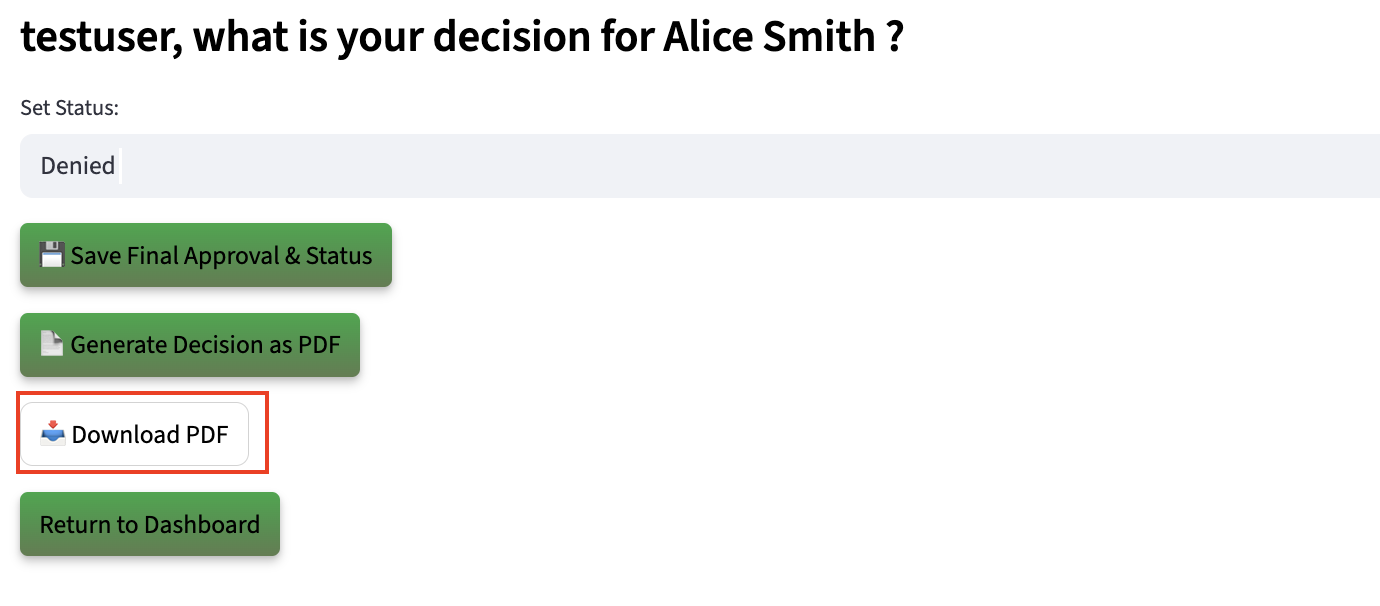 testuser, what is your decision for Alice Smith ?
Set Status:
Denied
Save Final Approval & Status
Generate Decision as PDF
Download PDF
Return to Dashboard